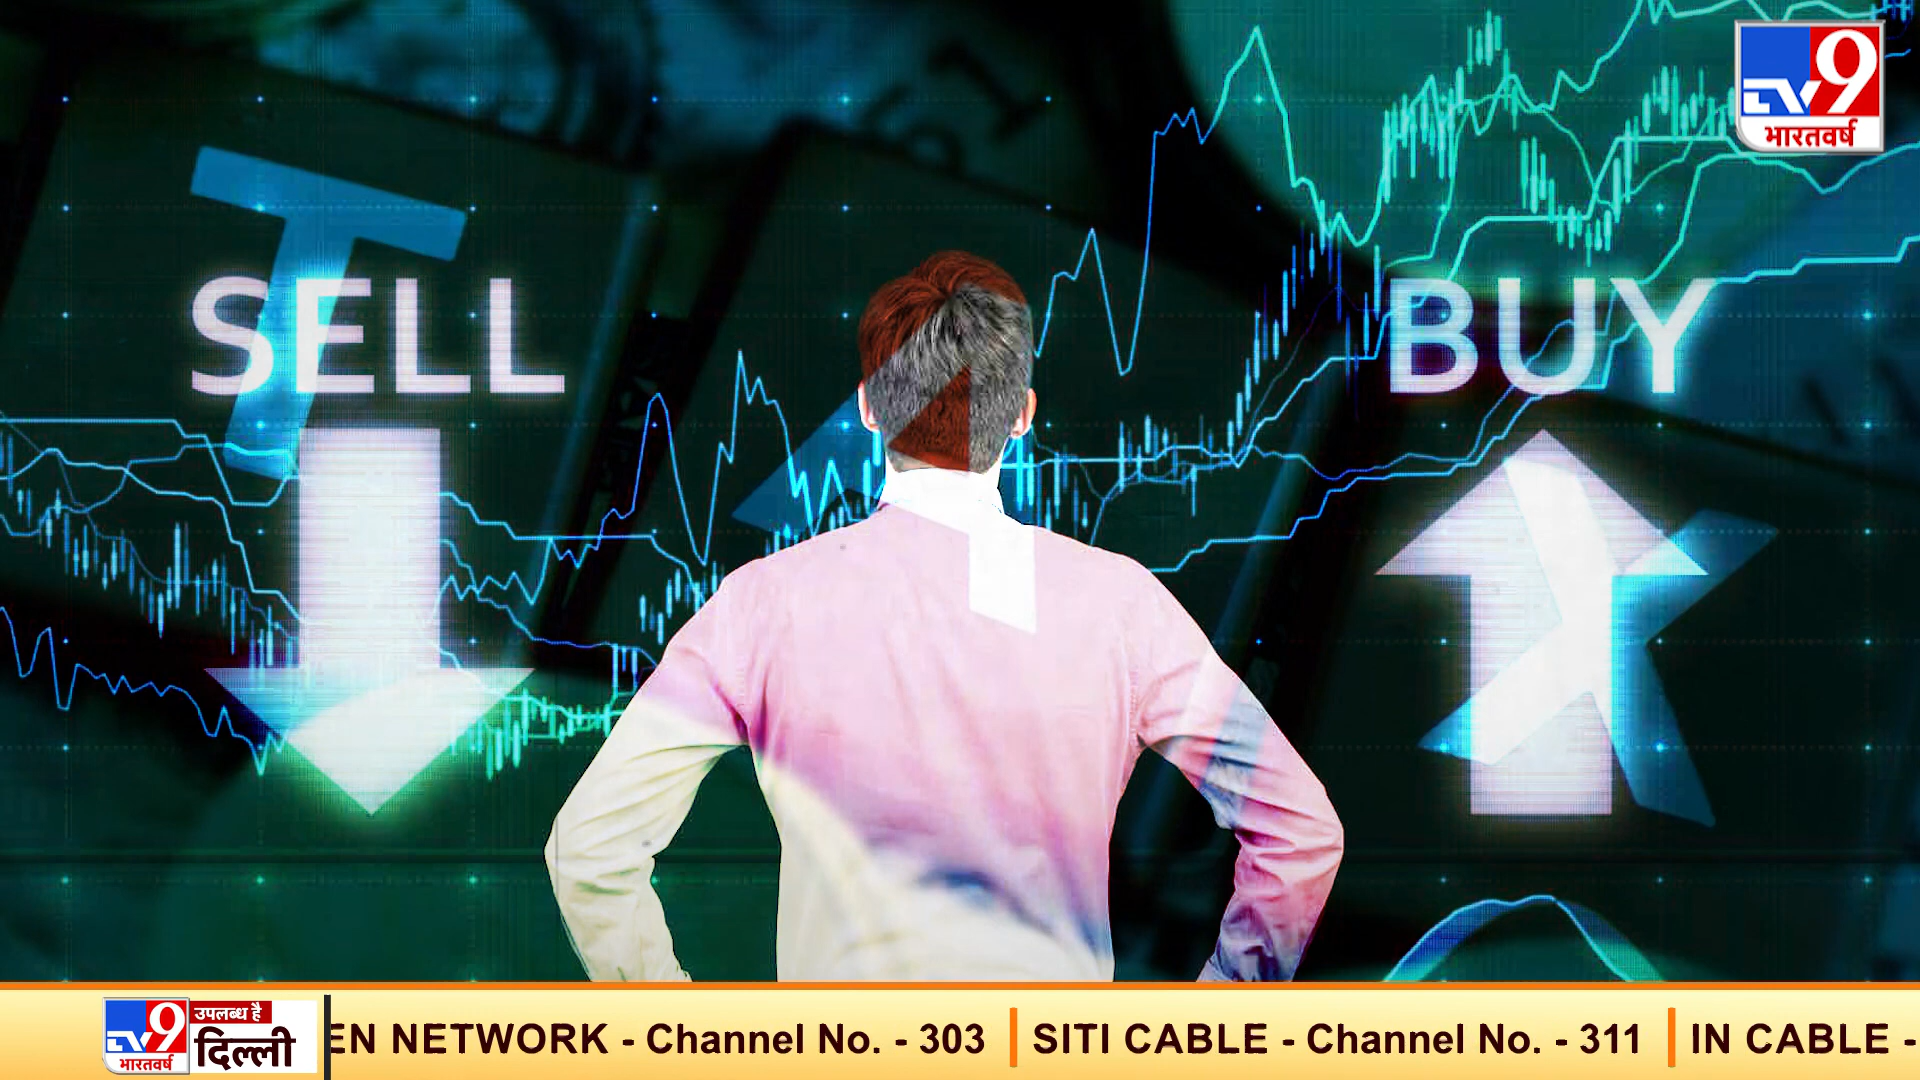 TV9
भारतवर्ष
SELL
BUY
T
A
X
TV9
भारतवर्ष
उपलब्ध है
दिल्ली
EN NETWORK - Channel No. - 303
SITI CABLE - Channel No. - 311
IN CABLE -